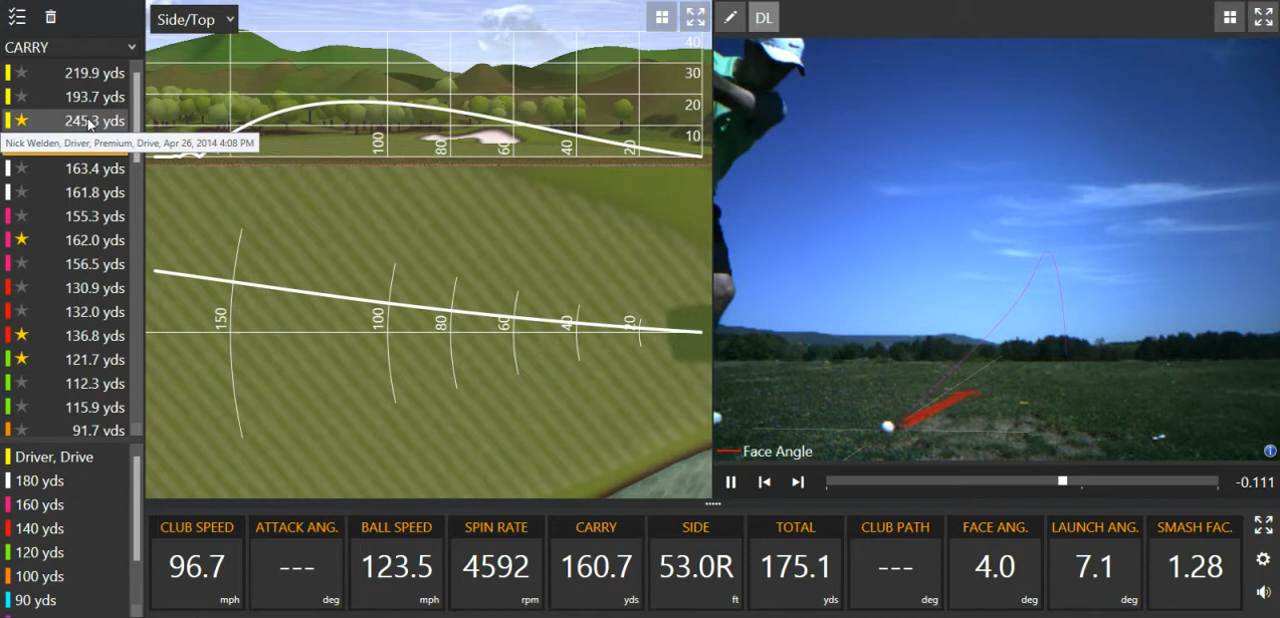 Side/Top
DL
CARRY
219.9 yds
193.7 yds
245.3 yds
Nick Welden, Driver, Premium, Drive, Apr 26, 2014 4:08 PM
163.4 yds
161.8 yds
155.3 yds
162.0 yds
156.5 yds
130.9 yds
132.0 yds
136.8 yds
121.7 yds
112.3 yds
115.9 yds
91.7 yds
Driver, Drive
180 yds
160 yds
140 yds
120 yds
100 yds
90 yds
40
30
20
10
100
80
60
40
20
150
100
80
60
40
20
Face Angle
-0.111
CLUB SPEED
96.7
mph
ATTACK ANG.
---
deg
BALL SPEED
123.5
mph
SPIN RATE
4592
rpm
CARRY
160.7
yds
SIDE
53.0R
ft
TOTAL
175.1
yds
CLUB PATH
---
deg
FACE ANG.
4.0
deg
LAUNCH ANG.
7.1
deg
SMASH FAC.
1.28